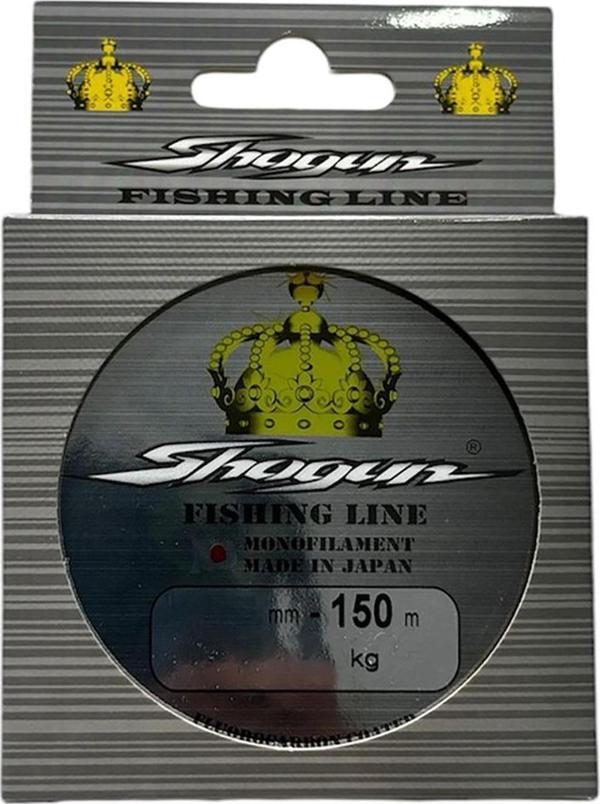 Shogun
FISHING LINE
Shogun ®
FISHING LINE
MONOFILAMENT
MADE IN JAPAN
mm - 150 m
kg
FLUOROCARBON COATED